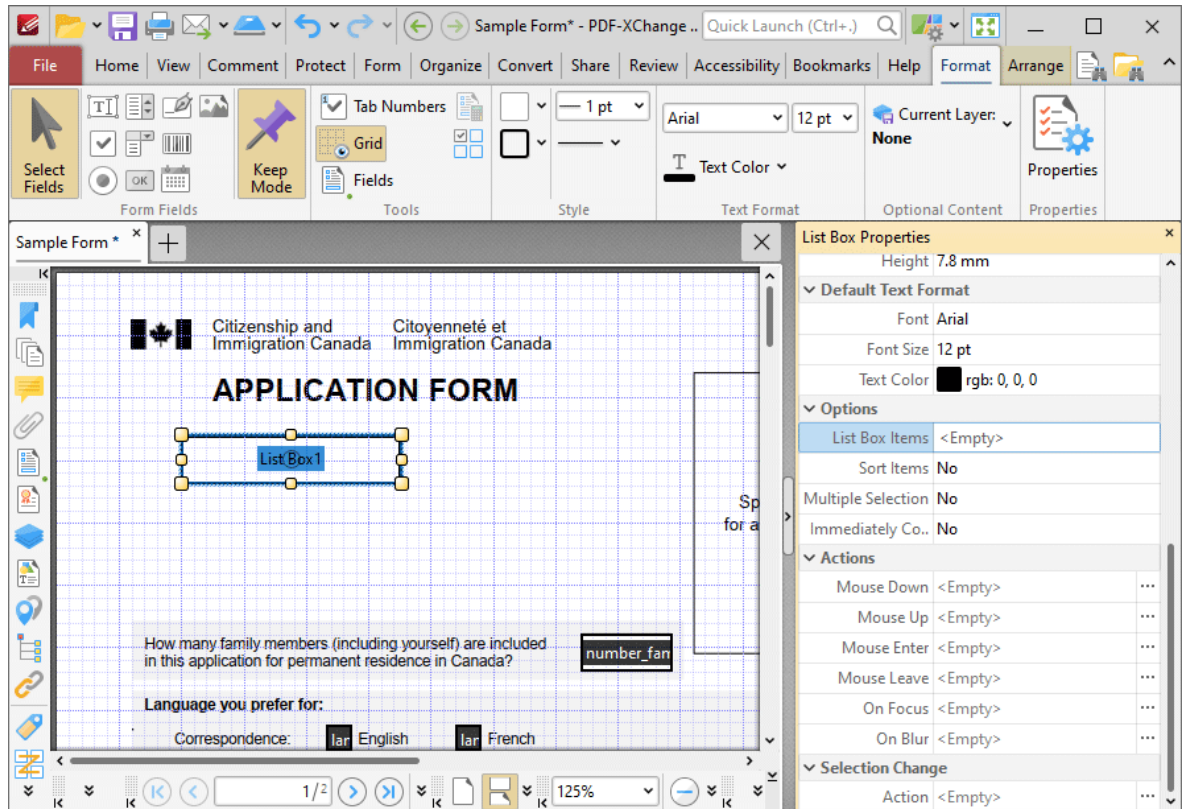 Sample Form* - PDF-XChange .. Quick Launch (Ctrl+.)
File Home View Comment Protect Form Organize Convert Share Review Accessibility Bookmarks Help Format Arrange
Select Fields
OK
Keep Mode
Form Fields
Tab Numbers
Grid
Fields
Tools
1 pt
Style
Arial 12 pt
Text Color
Text Format
Current Layer:
None
Optional Content
Properties
Properties
Sample Form *
Citizenship and Immigration Canada
Citoyenneté et Immigration Canada
APPLICATION FORM
List Box1
Sp
for a
How many family members (including yourself) are included
in this application for permanent residence in Canada?
number_fan
Language you prefer for:
Correspondence: lar English lar French
1/2
125%
List Box Properties
Height 7.8 mm
Default Text Format
Font Arial
Font Size 12 pt
Text Color rgb: 0, 0, 0
Options
List Box Items <Empty>
Sort Items No
Multiple Selection No
Immediately Co.. No
Actions
Mouse Down <Empty>
Mouse Up <Empty>
Mouse Enter <Empty>
Mouse Leave <Empty>
On Focus <Empty>
On Blur <Empty>
Selection Change
Action <Empty>